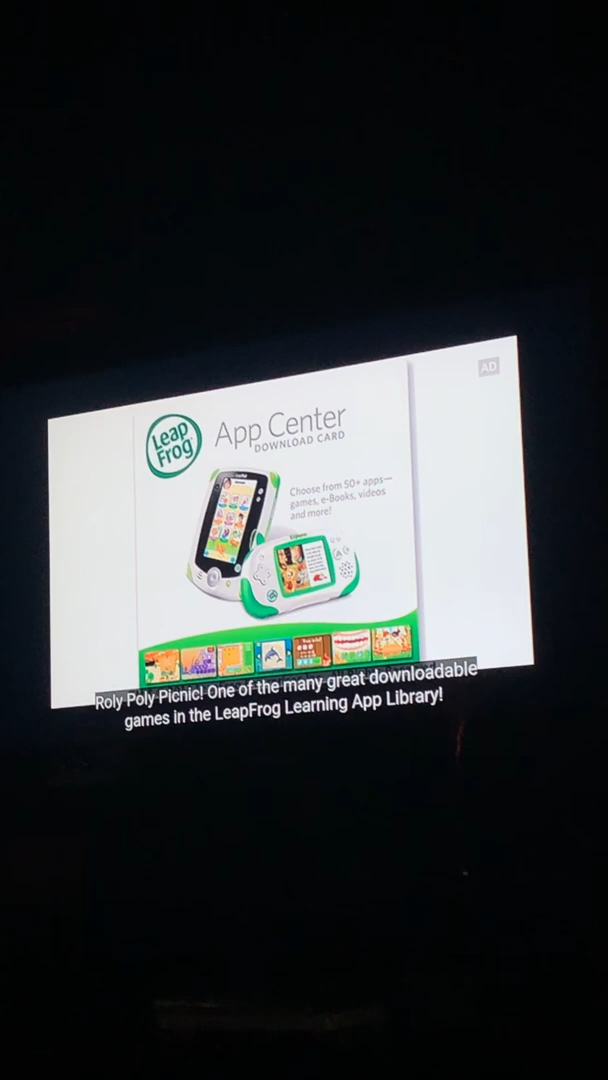 AD
Leap
Frog
App Center
DOWNLOAD CARD
Choose from 50+ apps—
games, e-Books, videos
and more!
Roly Poly Picnic! One of the many great downloadable
games in the LeapFrog Learning App Library!